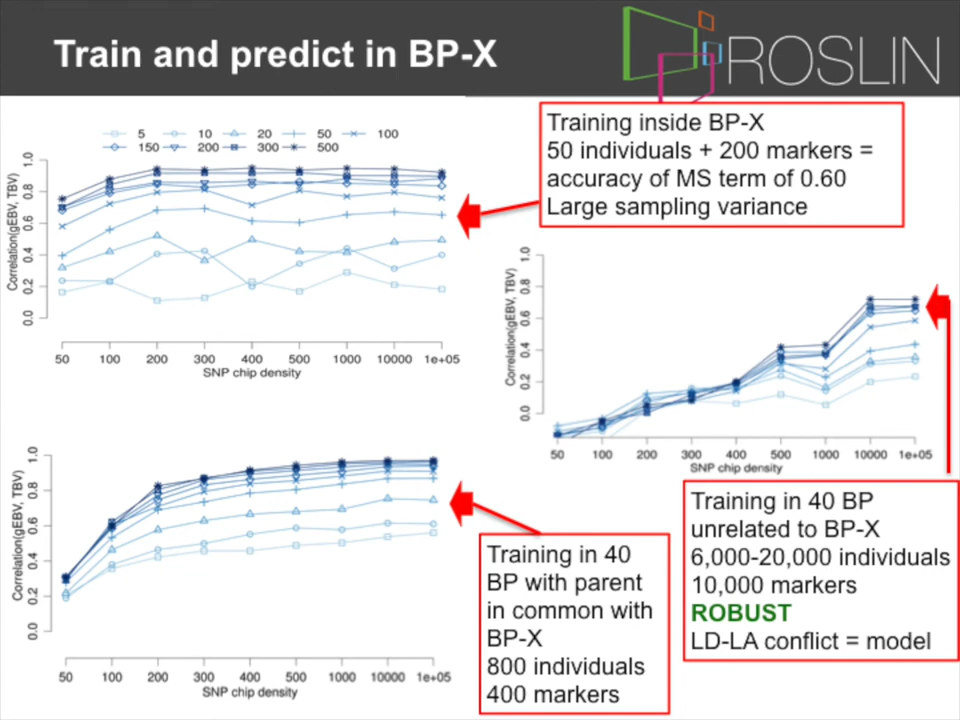 Train and predict in BP-X
ROSLIN
5 10 20 50 100
150 200 300 500
Correlation(gEBV, TBV)
1.0
0.8
0.6
0.4
0.2
0.0
50 100 200 300 400 500 1000 10000 1e+05
SNP chip density
Training inside BP-X
50 individuals + 200 markers =
accuracy of MS term of 0.60
Large sampling variance
Correlation(gEBV, TBV)
1.0
0.8
0.6
0.4
0.2
0.0
50 100 200 300 400 500 1000 10000 1e+05
SNP chip density
Correlation(gEBV, TBV)
1.0
0.8
0.6
0.4
0.2
0.0
50 100 200 300 400 500 1000 10000 1e+05
SNP chip density
Training in 40
BP with parent
in common with
BP-X
800 individuals
400 markers
Training in 40 BP
unrelated to BP-X
6,000-20,000 individuals
10,000 markers
ROBUST
LD-LA conflict = model